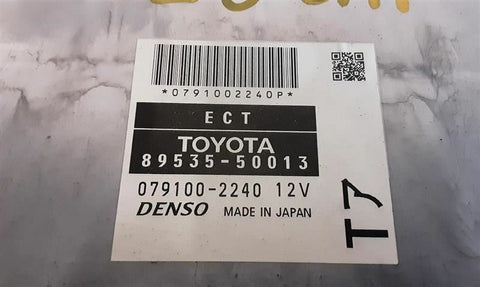 *0791002240P*
ECT
TOYOTA
89535-50013
079100-2240 12V
DENSO MADE IN JAPAN
T7